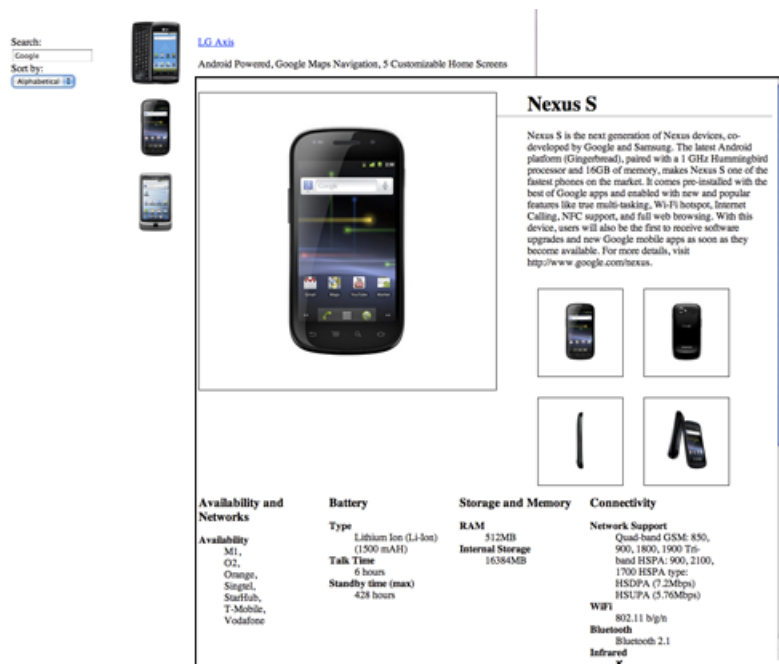 Search:
Google
Sort by:
Alphabetical
LG Axis
Android Powered, Google Maps Navigation, 5 Customizable Home Screens
Nexus S
Nexus S is the next generation of Nexus devices, co-
developed by Google and Samsung. The latest Android
platform (Gingerbread), paired with a 1 GHz Hummingbird
processor and 16GB of memory, makes Nexus S one of the
fastest phones on the market. It comes pre-installed with the
best of Google apps and enabled with new and popular
features like true multi-tasking, Wi-Fi hotspot, Internet
Calling, NFC support, and full web browsing. With this
device, users will also be the first to receive software
upgrades and new Google mobile apps as soon as they
become available. For more details, visit
http://www.google.com/nexus.
Google
Gmail Maps YouTube Market
Availability and
Networks
Availability
M1,
O2,
Orange,
Singtel,
StarHub,
T-Mobile,
Vodafone
Battery
Type
Lithium Ion (Li-Ion)
(1500 mAH)
Talk Time
6 hours
Standby time (max)
428 hours
Storage and Memory
RAM
512MB
Internal Storage
16384MB
Connectivity
Network Support
Quad-band GSM: 850,
900, 1800, 1900 Tri-
band HSPA: 900, 2100,
1700 HSPA type:
HSDPA (7.2Mbps)
HSUPA (5.76Mbps)
WiFi
802.11 b/g/n
Bluetooth
Bluetooth 2.1
Infrared